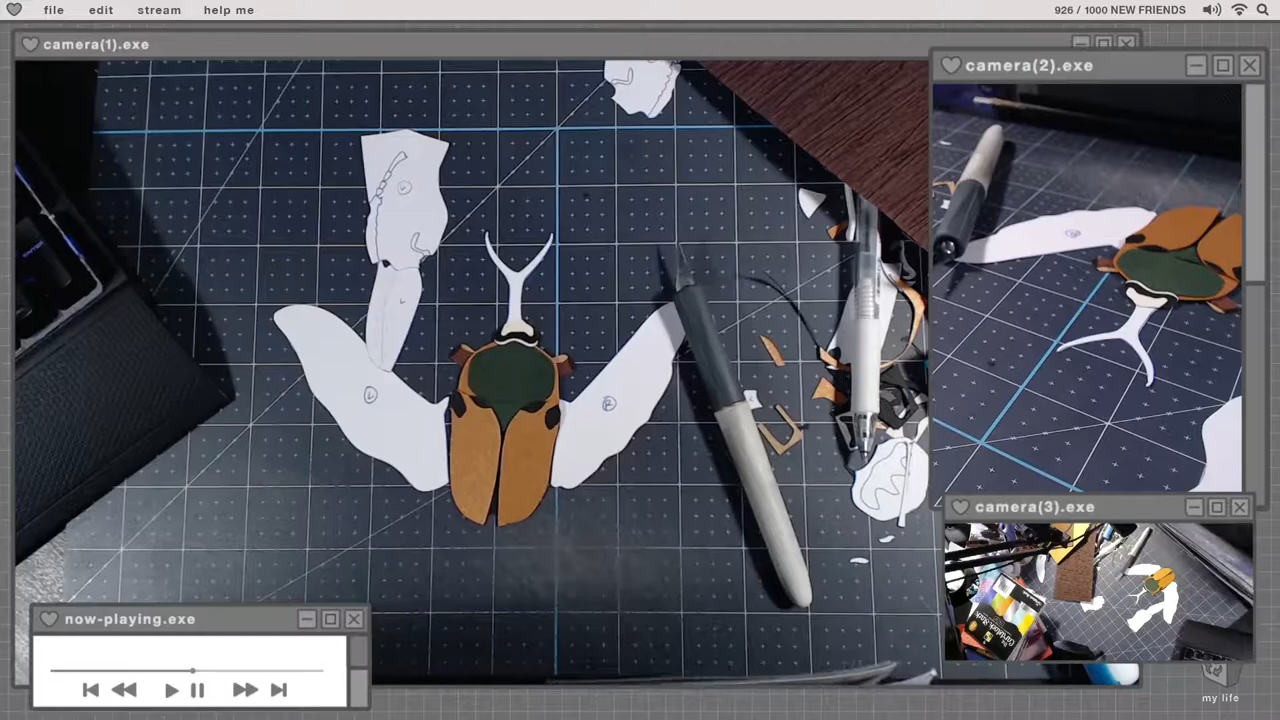 file edit stream help me 926 / 1000 NEW FRIENDS
camera(1).exe
camera(2).exe
L
L
L
R
camera(3).exe
now-playing.exe
my life